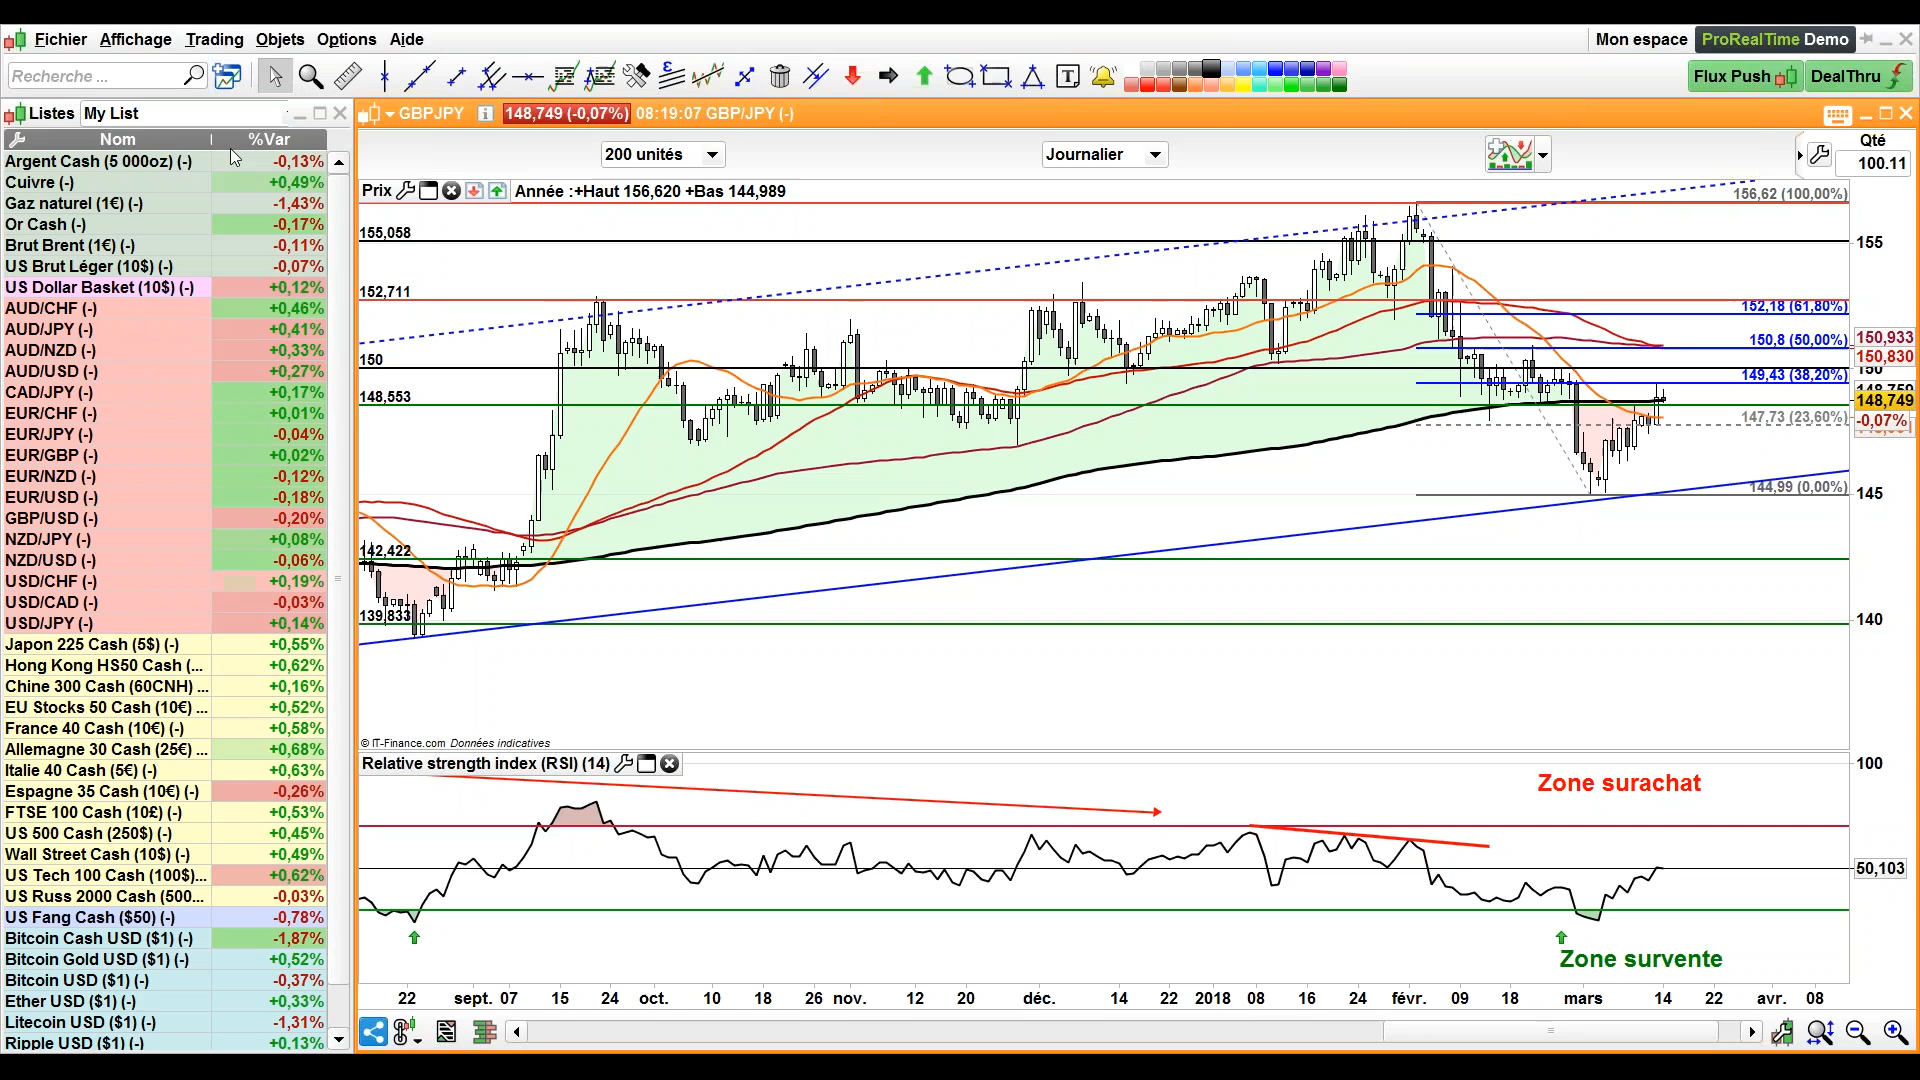 Fichier Affichage Trading Objets Options Aide
Mon espace ProRealTime Demo
Recherche ...
Flux Push DealThru
Listes My List
GBPJPY 148,749 (-0,07%) 08:19:07 GBP/JPY (-)
Nom %Var
Argent Cash (5 000oz) (-) -0,13%
Cuivre (-) +0,49%
Gaz naturel (1€) (-) -1,43%
Or Cash (-) -0,17%
Brut Brent (1€) (-) -0,11%
US Brut Léger (10$) (-) -0,07%
US Dollar Basket (10$) (-) +0,12%
AUD/CHF (-) +0,46%
AUD/JPY (-) +0,41%
AUD/NZD (-) +0,33%
AUD/USD (-) +0,27%
CAD/JPY (-) +0,17%
EUR/CHF (-) +0,01%
EUR/JPY (-) -0,04%
EUR/GBP (-) +0,02%
EUR/NZD (-) -0,12%
EUR/USD (-) -0,18%
GBP/USD (-) -0,20%
NZD/JPY (-) +0,08%
NZD/USD (-) -0,06%
USD/CHF (-) +0,19%
USD/CAD (-) -0,03%
USD/JPY (-) +0,14%
Japon 225 Cash (5$) (-) +0,55%
Hong Kong HS50 Cash (... +0,62%
Chine 300 Cash (60CNH) ... +0,16%
EU Stocks 50 Cash (10€) ... +0,52%
France 40 Cash (10€) (-) +0,58%
Allemagne 30 Cash (25€) ... +0,68%
Italie 40 Cash (5€) (-) +0,63%
Espagne 35 Cash (10€) (-) -0,26%
FTSE 100 Cash (10£) (-) +0,53%
US 500 Cash (250$) (-) +0,45%
Wall Street Cash (10$) (-) +0,49%
US Tech 100 Cash (100$)... +0,62%
US Russ 2000 Cash (500... -0,03%
US Fang Cash ($50) (-) -0,78%
Bitcoin Cash USD ($1) (-) -1,87%
Bitcoin Gold USD ($1) (-) +0,52%
Bitcoin USD ($1) (-) -0,37%
Ether USD ($1) (-) +0,33%
Litecoin USD ($1) (-) -1,31%
Ripple USD ($1) (-) +0,13%
200 unités Journalier
Qté
100.11
Prix Année :+Haut 156,620 +Bas 144,989
156,62 (100,00%)
155,058
155
152,711
152,18 (61,80%)
150,8 (50,00%)
150,933
150,830
150
150
149,43 (38,20%)
148,759
148,749
148,553
147,73 (23,60%)
-0,07%
144,99 (0,00%)
145
142,422
139,833
140
© IT-Finance.com Données indicatives
Relative strength index (RSI) (14)
100
Zone surachat
50,103
Zone survente
22 sept. 07 15 24 oct. 10 18 26 nov. 12 20 déc. 14 22 2018 08 16 24 févr. 09 18 mars 14 22 avr. 08